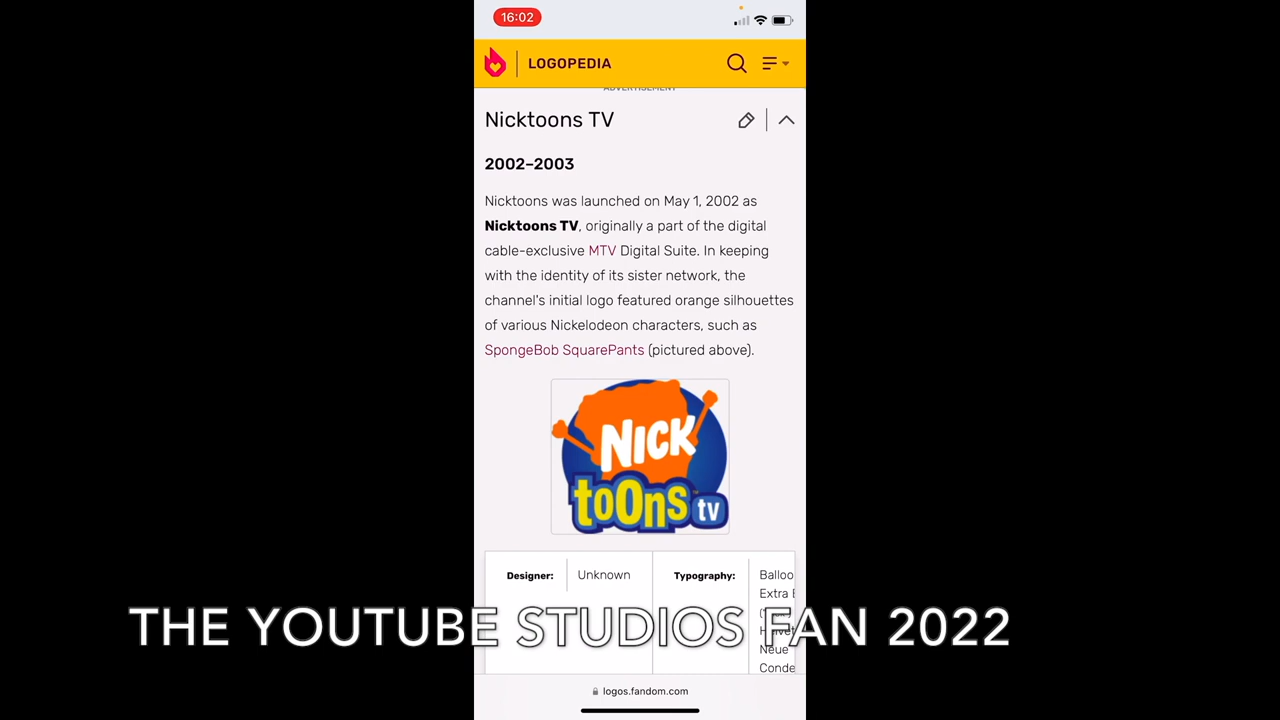 16:02
LOGOPEDIA
ADVERTISEMENT
Nicktoons TV
2002–2003
Nicktoons was launched on May 1, 2002 as
Nicktoons TV, originally a part of the digital
cable-exclusive MTV Digital Suite. In keeping
with the identity of its sister network, the
channel's initial logo featured orange silhouettes
of various Nickelodeon characters, such as
SpongeBob SquarePants (pictured above).
NICK
toons tv
Designer: Unknown Typography: Balloo
Extra
THE YOUTUBE STUDIOS FAN 2022
Neue
Conde
logos.fandom.com